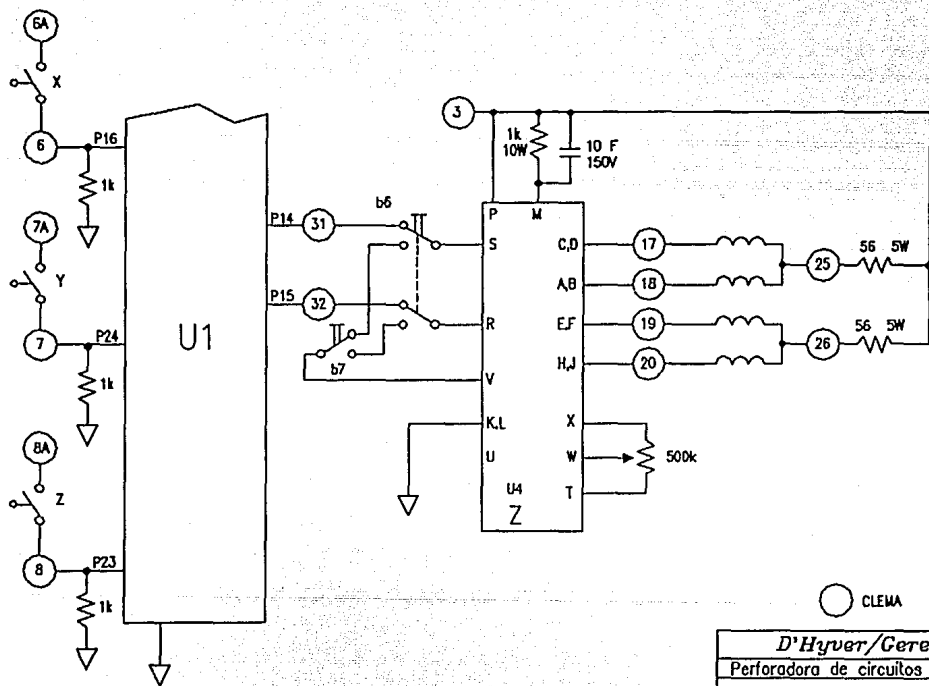 6A
X
6
P16
1k
7A
Y
7
P24
1k
8A
Z
8
P23
1k
U1
P14
31
P15
32
b6
b7
3
1k
10W
10 F
150V
P
M
S
R
V
K,L
U
U4
Z
C,D
A,B
E,F
H,J
X
W
T
17
18
19
20
25
26
56 5W
56 5W
500k
CLEMA
D'Hyver/Gere
Perforadora de circuitos